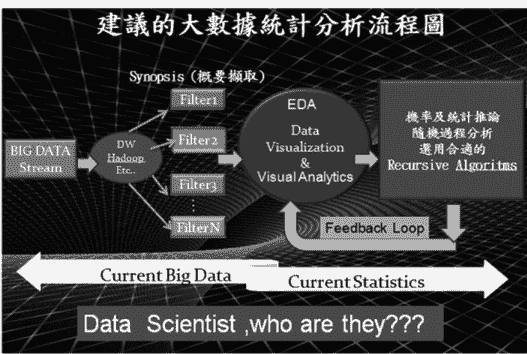 建議的大數據統計分析流程圖
Synopsis (概要擷取)
BIG DATA
Stream
DW
Hadoop
Etc..
Filter1
Filter2
Filter3
⋮
FilterN
EDA
Data
Visualization
&
Visual Analytics
機率及統計推論
隨機過程分析
選用合適的
Recursive Algoritms
Feedback Loop
Current Big Data
Current Statistics
Data Scientist ,who are they???